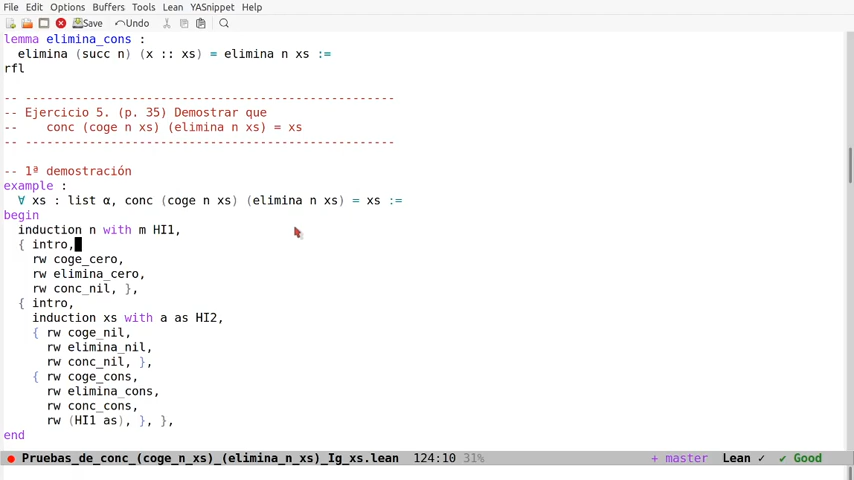 File Edit Options Buffers Tools Lean YASnippet Help
Save Undo
lemma elimina_cons :
  elimina (succ n) (x :: xs) = elimina n xs :=
rfl
-- ----------------------------------------------------
-- Ejercicio 5. (p. 35) Demostrar que
--    conc (coge n xs) (elimina n xs) = xs
-- ----------------------------------------------------
-- 1ª demostración
example :
  ∀ xs : list α, conc (coge n xs) (elimina n xs) = xs :=
begin
  induction n with m HI1,
  { intro,
    rw coge_cero,
    rw elimina_cero,
    rw conc_nil, },
  { intro,
    induction xs with a as HI2,
    { rw coge_nil,
      rw elimina_nil,
      rw conc_nil, },
    { rw coge_cons,
      rw elimina_cons,
      rw conc_cons,
      rw (HI1 as), }, },
end
Pruebas_de_conc_(coge_n_xs)_(elimina_n_xs)_Ig_xs.lean 124:10 31% + master Lean ✓ ✔ Good